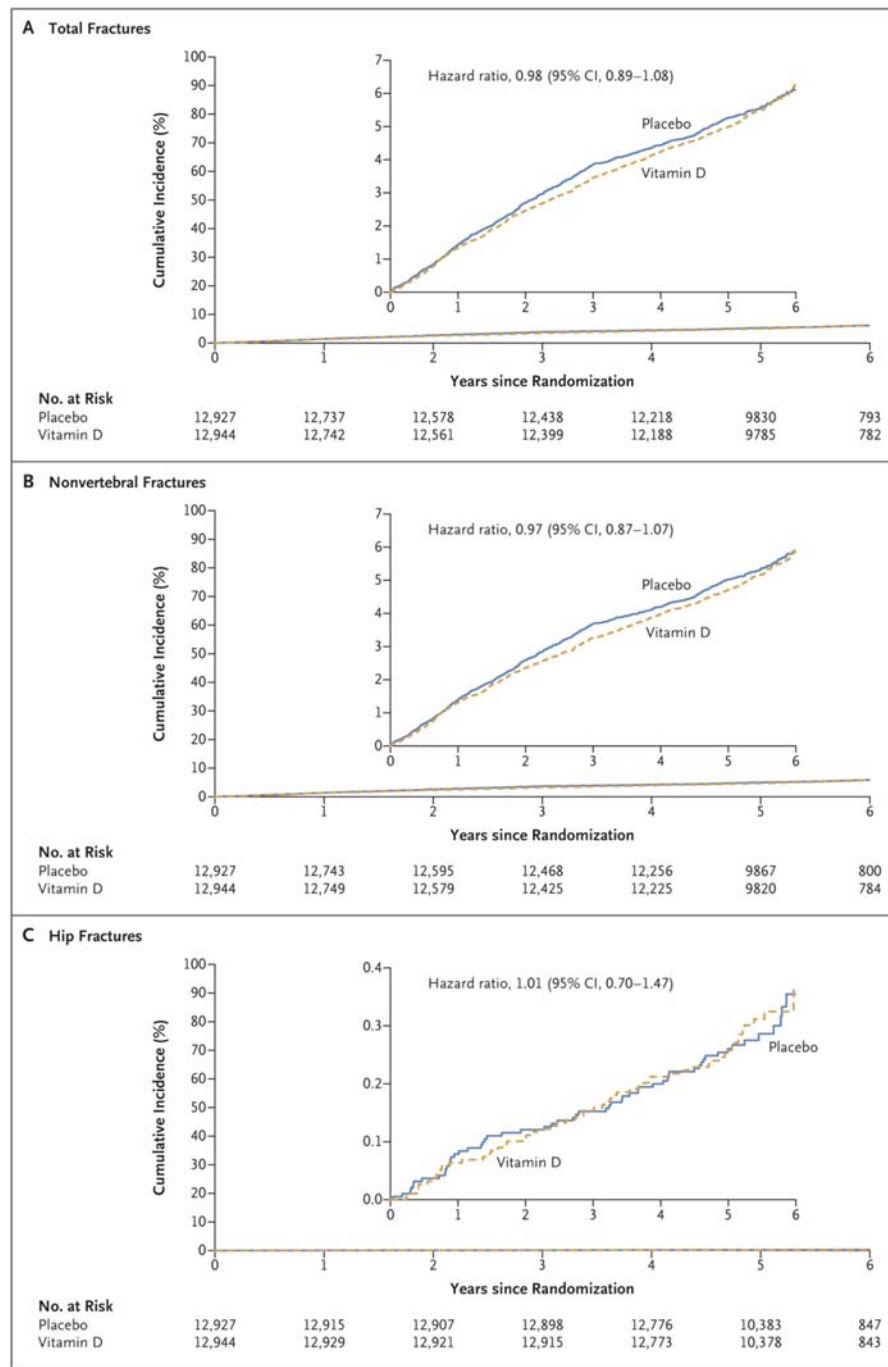 A Total Fractures
Cumulative Incidence (%)
100
90
80
70
60
50
40
30
20
10
0
7
6
5
4
3
2
1
0
Hazard ratio, 0.98 (95% CI, 0.89–1.08)
Placebo
Vitamin D
0 1 2 3 4 5 6
0 1 2 3 4 5 6
Years since Randomization
No. at Risk
Placebo 12,927 12,737 12,578 12,438 12,218 9830 793
Vitamin D 12,944 12,742 12,561 12,399 12,188 9785 782
B Nonvertebral Fractures
Cumulative Incidence (%)
100
90
80
70
60
50
40
30
20
10
0
7
6
5
4
3
2
1
0
Hazard ratio, 0.97 (95% CI, 0.87–1.07)
Placebo
Vitamin D
0 1 2 3 4 5 6
0 1 2 3 4 5 6
Years since Randomization
No. at Risk
Placebo 12,927 12,743 12,595 12,468 12,256 9867 800
Vitamin D 12,944 12,749 12,579 12,425 12,225 9820 784
C Hip Fractures
Cumulative Incidence (%)
100
90
80
70
60
50
40
30
20
10
0
0.4
0.3
0.2
0.1
0.0
Hazard ratio, 1.01 (95% CI, 0.70–1.47)
Placebo
Vitamin D
0 1 2 3 4 5 6
0 1 2 3 4 5 6
Years since Randomization
No. at Risk
Placebo 12,927 12,915 12,907 12,898 12,776 10,383 847
Vitamin D 12,944 12,929 12,921 12,915 12,773 10,378 843